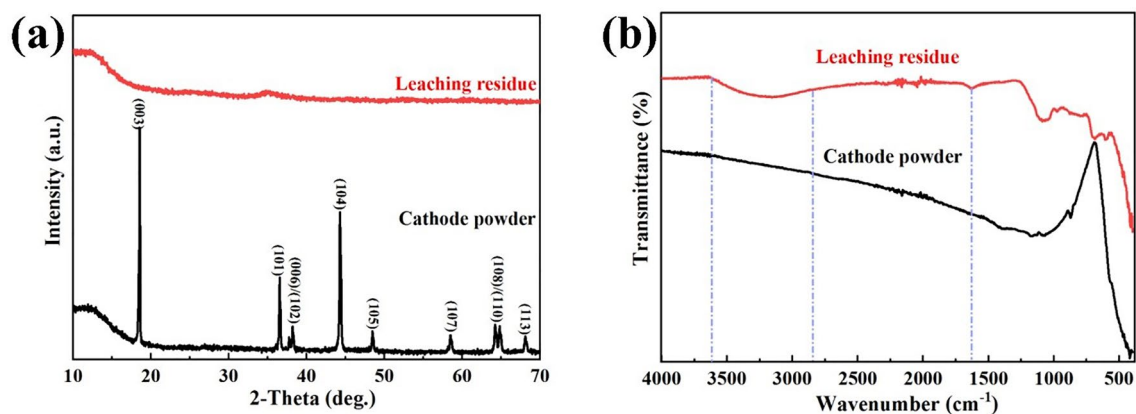 (a)
Intensity (a.u.)
Leaching residue
(003)
Cathode powder
(101)
(006)/(102)
(104)
(105)
(107)
(108)/(110)
(113)
10 20 30 40 50 60 70
2-Theta (deg.)
(b)
Transmittance (%)
Leaching residue
Cathode powder
4000 3500 3000 2500 2000 1500 1000 500
Wavenumber (cm⁻¹)